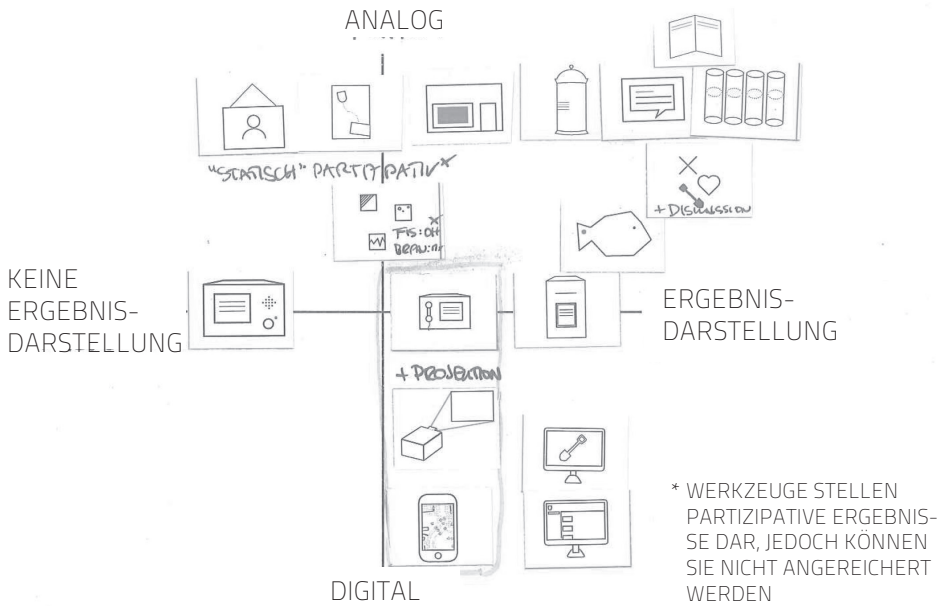 ANALOG
"STATISCH" PARTIZIPATIV*
+ DISKUSSION
KEINE
ERGEBNIS-
DARSTELLUNG
ERGEBNIS-
DARSTELLUNG
+ PROJEKTION
* WERKZEUGE STELLEN
PARTIZIPATIVE ERGEBNIS-
SE DAR, JEDOCH KÖNNEN
SIE NICHT ANGEREICHERT
WERDEN
DIGITAL